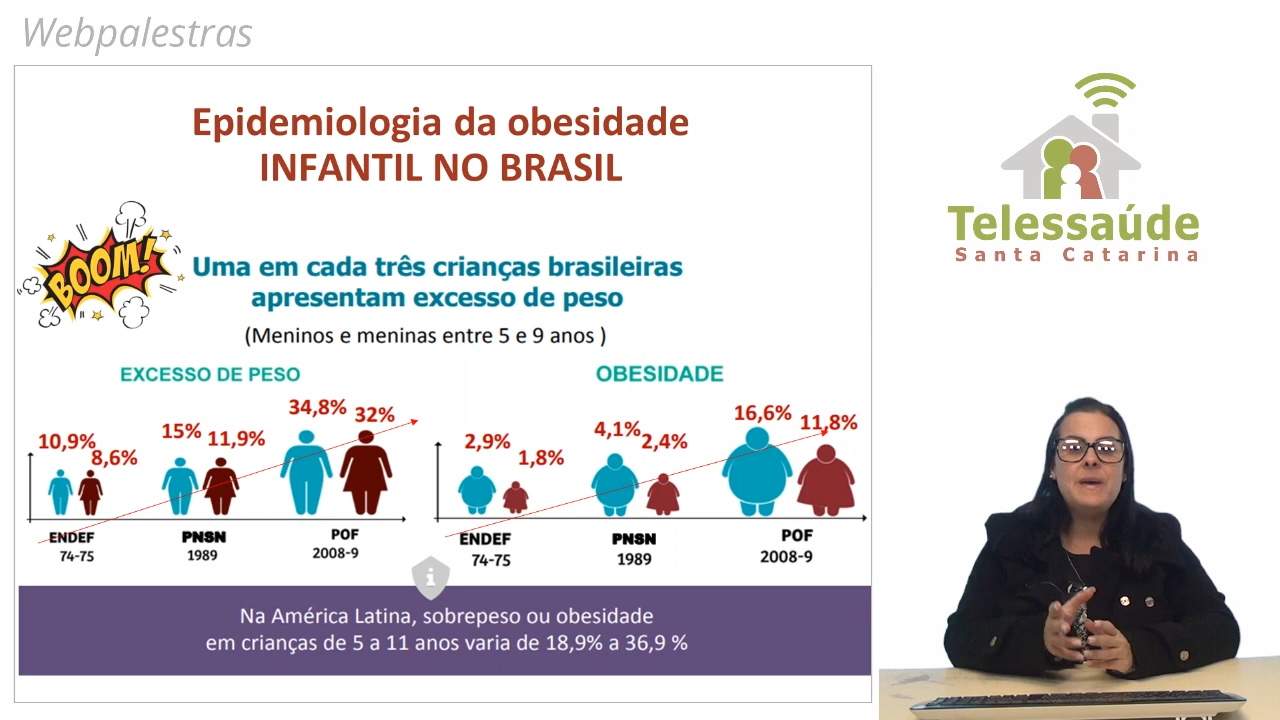 Webpalestras
Epidemiologia da obesidade
INFANTIL NO BRASIL
BOOM!
Uma em cada três crianças brasileiras
apresentam excesso de peso
(Meninos e meninas entre 5 e 9 anos )
EXCESSO DE PESO
10,9%
8,6%
15%
11,9%
34,8%
32%
ENDEF
74-75
PNSN
1989
POF
2008-9
OBESIDADE
2,9%
1,8%
4,1%
2,4%
16,6%
11,8%
ENDEF
74-75
PNSN
1989
POF
2008-9
i
Na América Latina, sobrepeso ou obesidade
em crianças de 5 a 11 anos varia de 18,9% a 36,9 %
Telessaúde
Santa Catarina